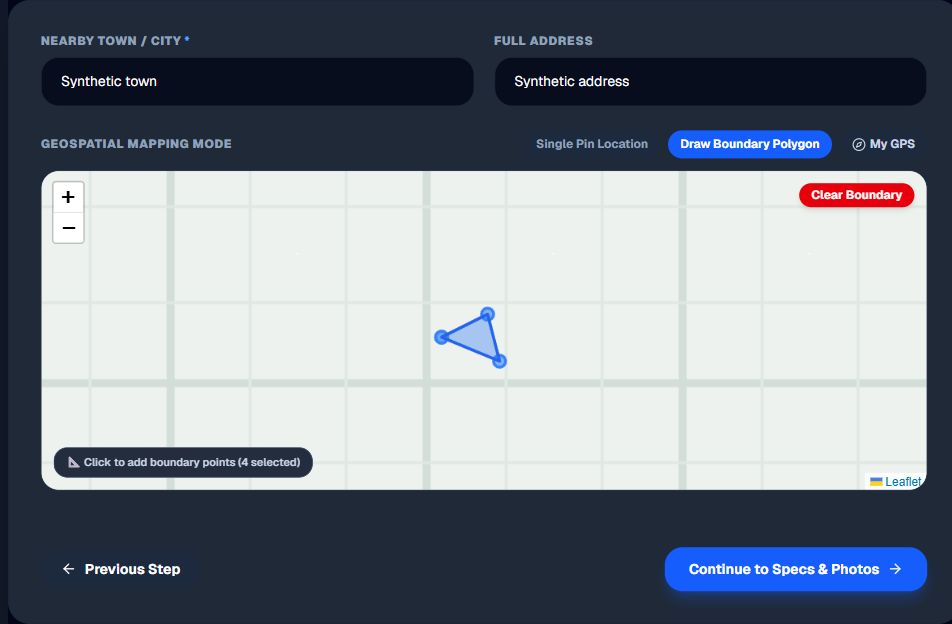 NEARBY TOWN / CITY *
FULL ADDRESS
Synthetic town
Synthetic address
GEOSPATIAL MAPPING MODE
Single Pin Location
Draw Boundary Polygon
My GPS
+
Clear Boundary
−
Click to add boundary points (4 selected)
Leaflet
← Previous Step
Continue to Specs & Photos →